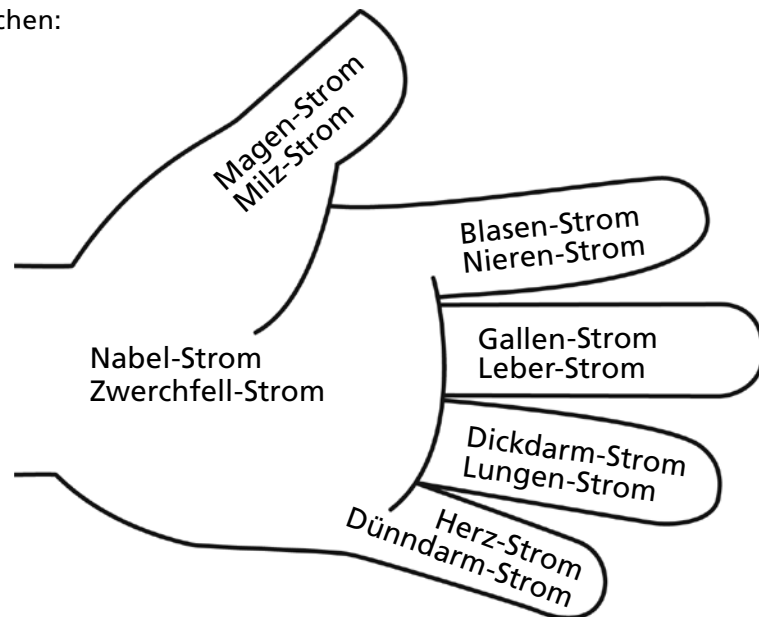 chen:
Magen-Strom
Milz-Strom
Blasen-Strom
Nieren-Strom
Gallen-Strom
Leber-Strom
Nabel-Strom
Zwerchfell-Strom
Dickdarm-Strom
Lungen-Strom
Herz-Strom
Dünndarm-Strom